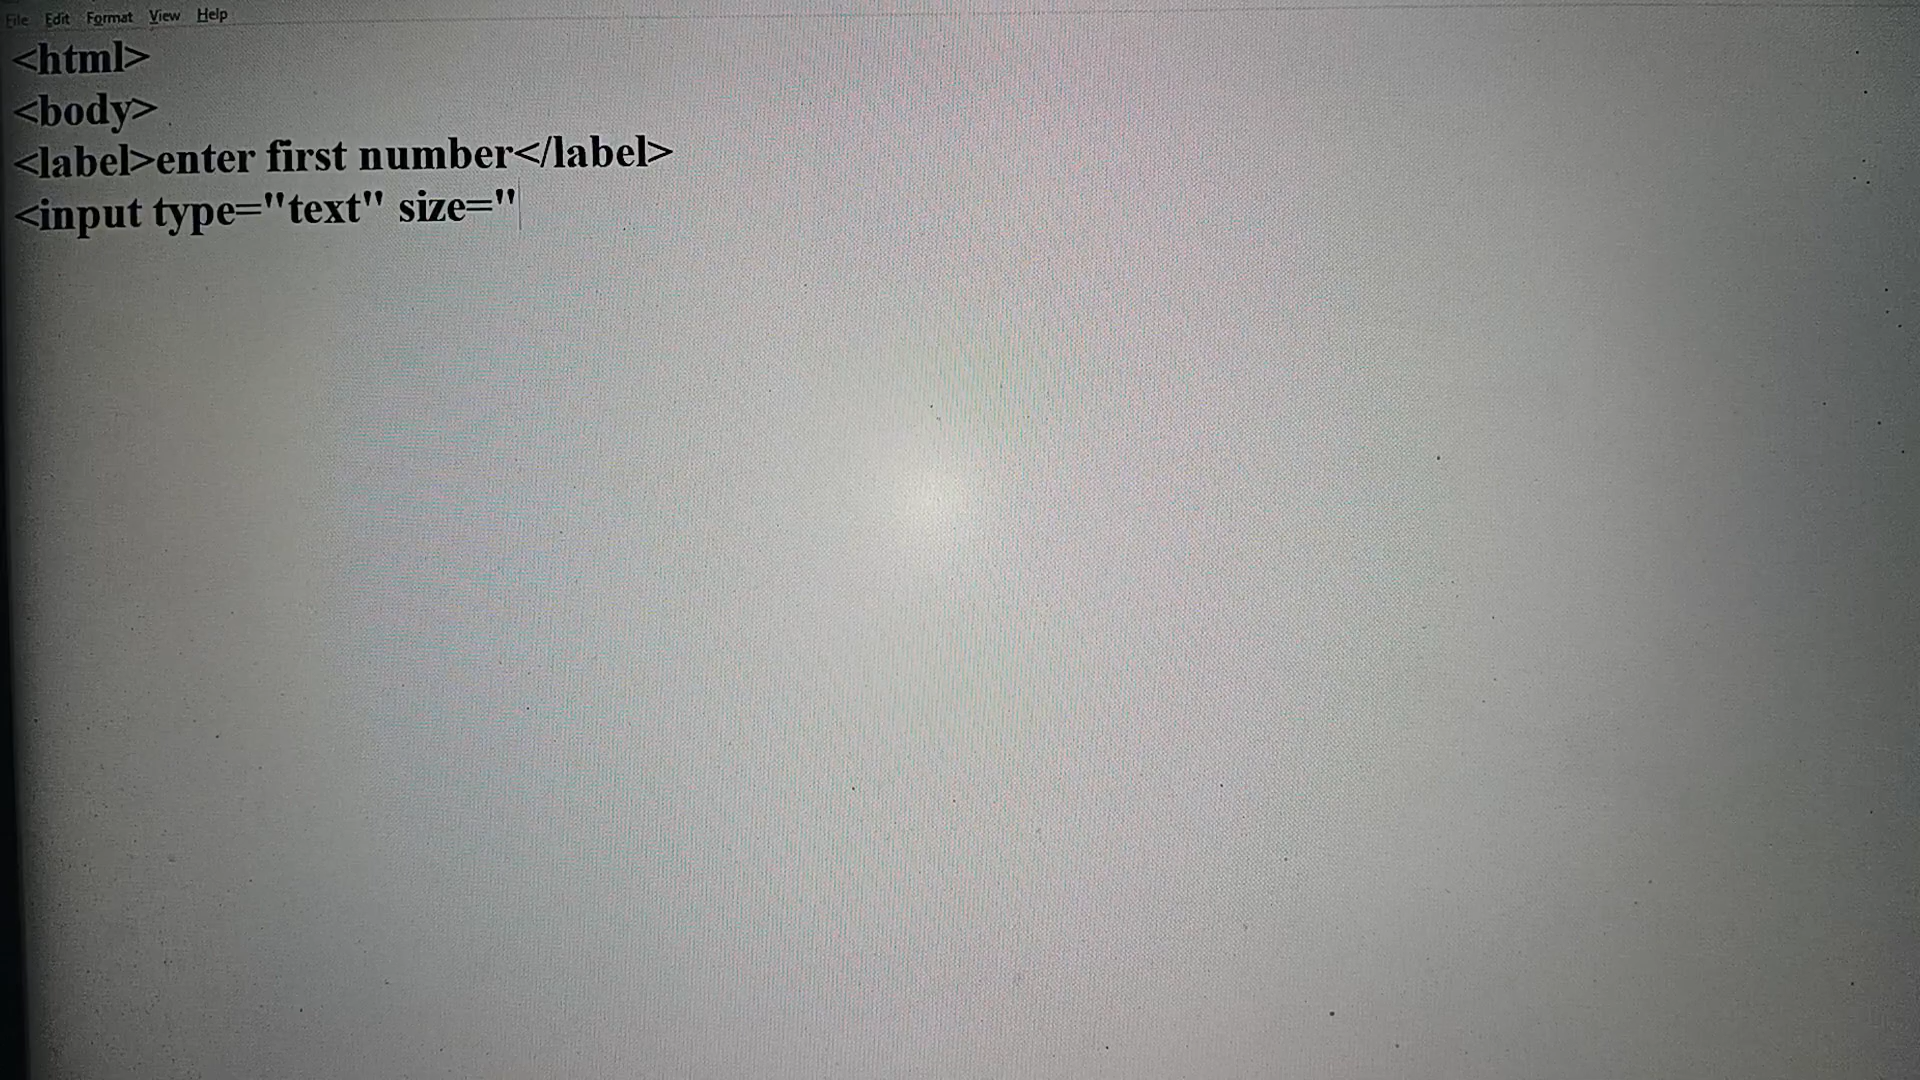 File Edit Format View Help
<html>
<body>
<label>enter first number</label>
<input type="text" size="